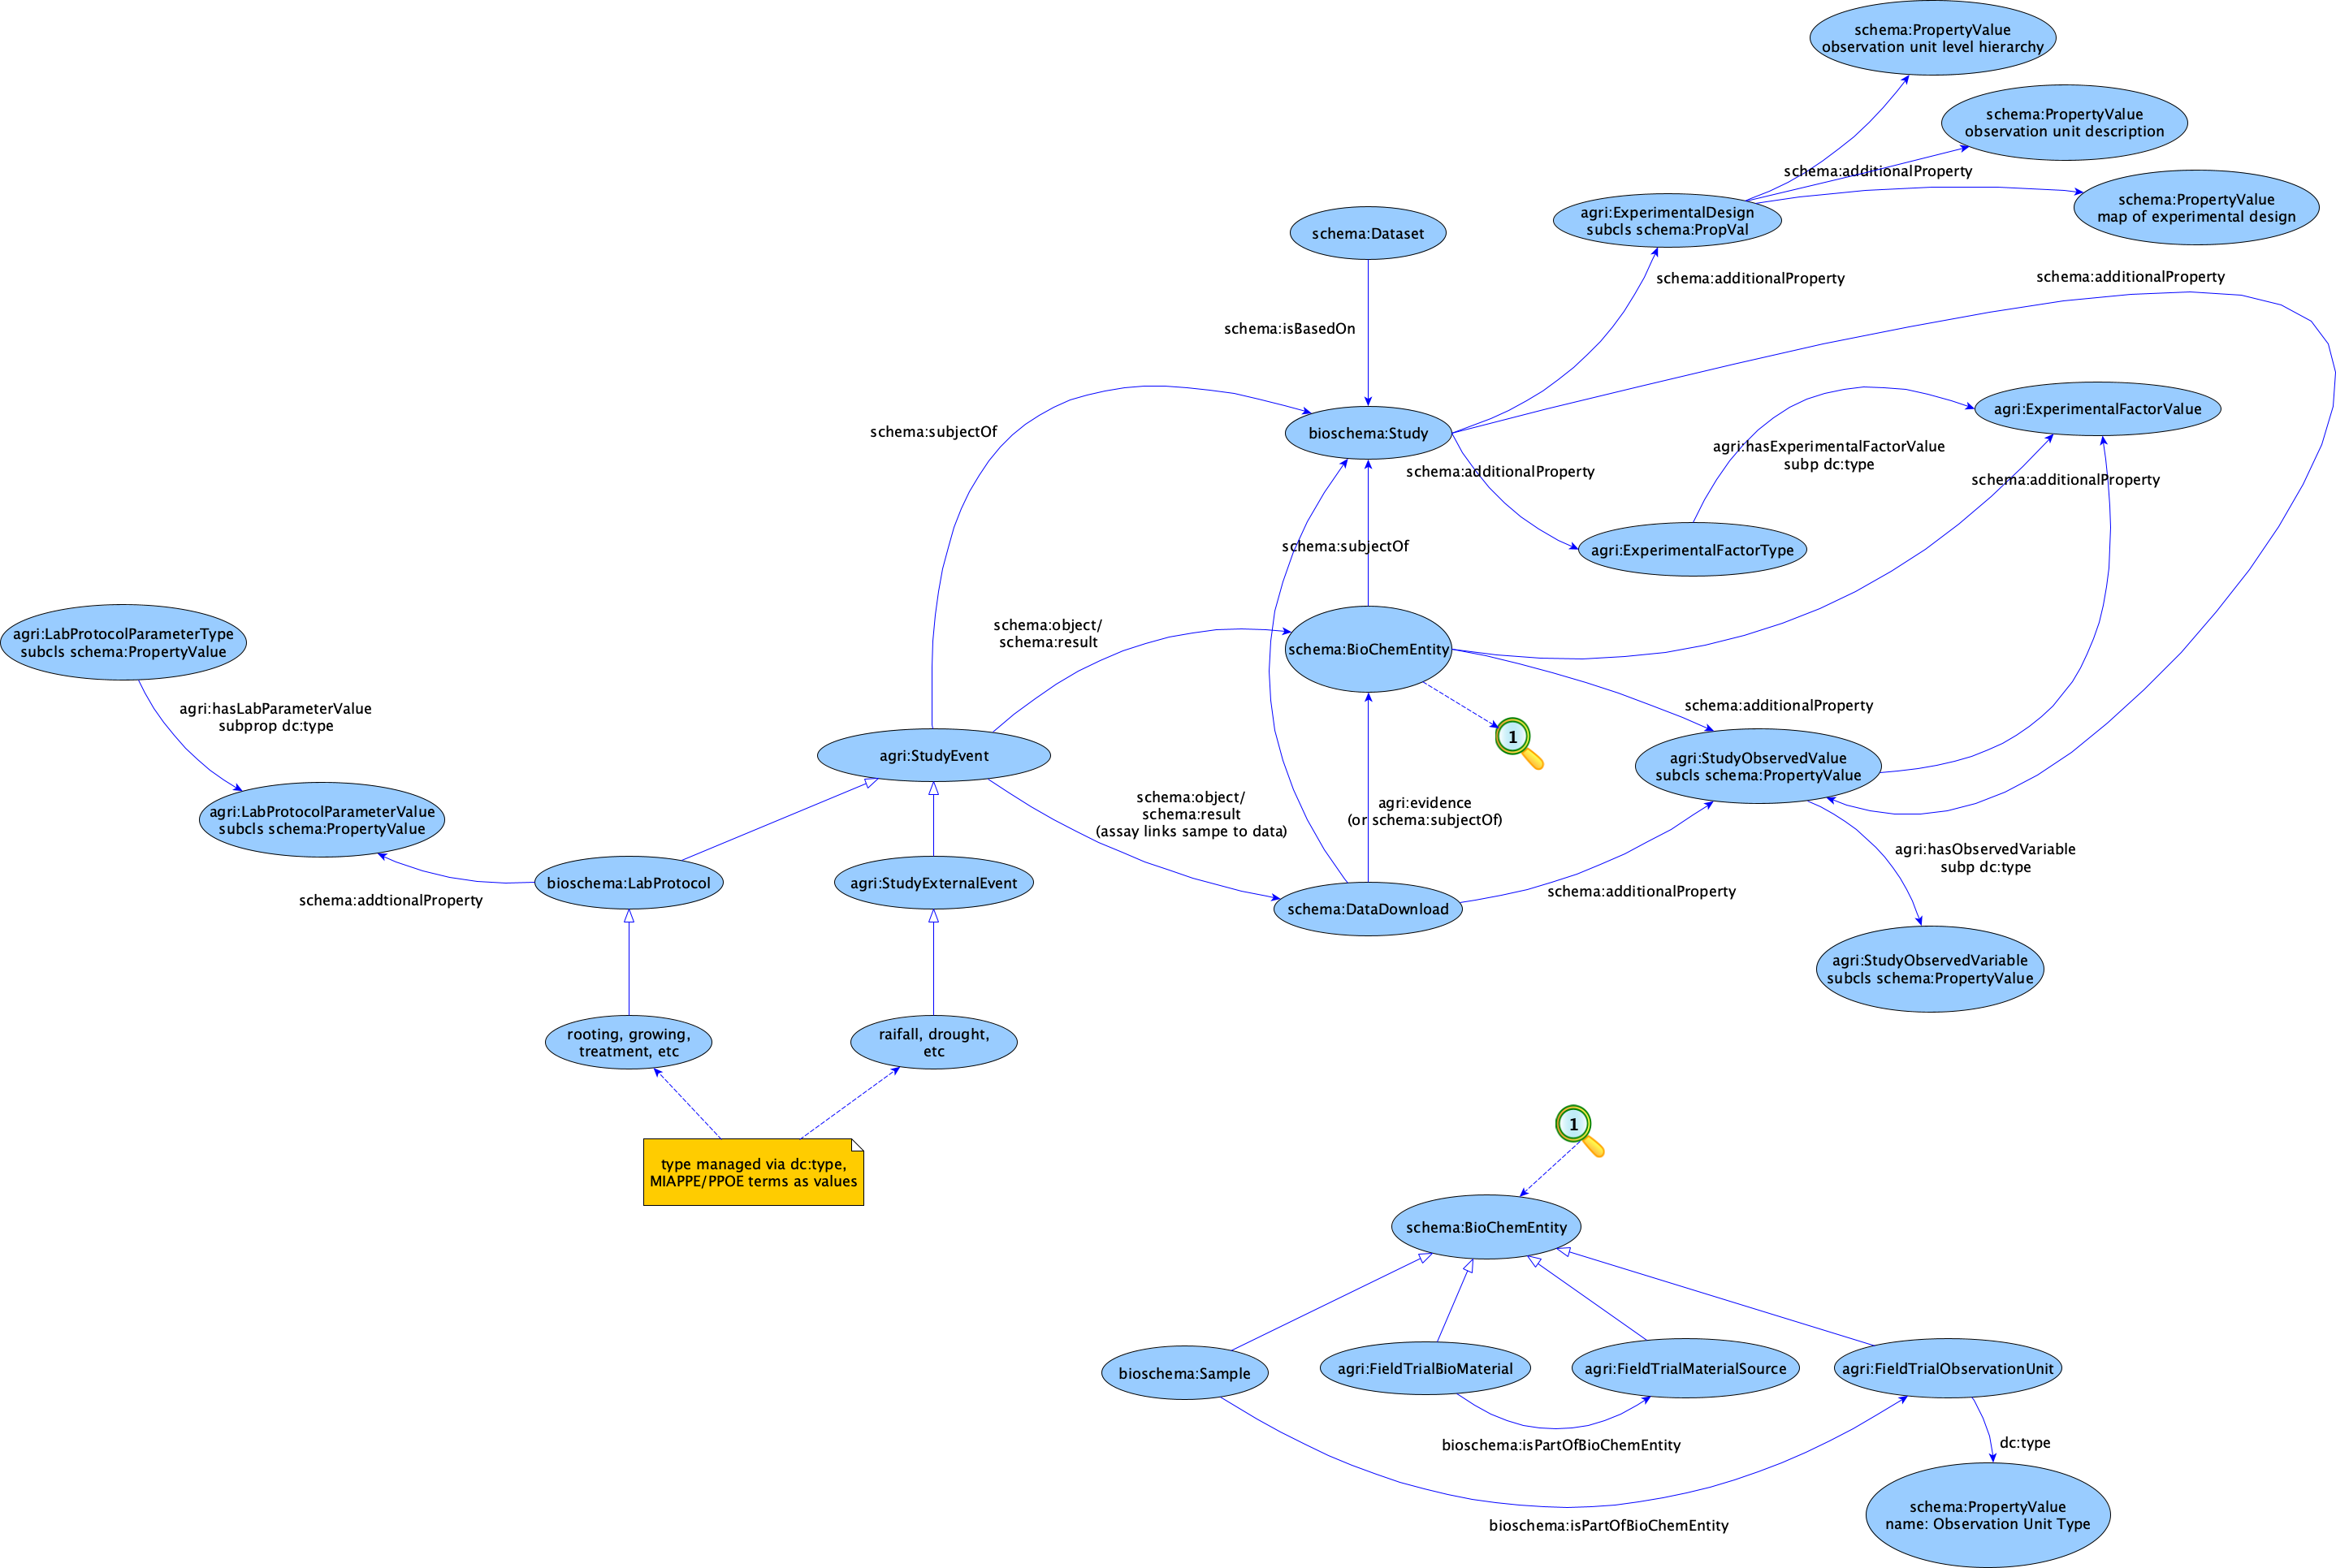 schema:PropertyValue
observation unit level hierarchy
schema:PropertyValue
observation unit description
schema:additionalProperty
schema:PropertyValue
map of experimental design
agri:ExperimentalDesign
subcls schema:PropVal
schema:Dataset
schema:additionalProperty
schema:additionalProperty
schema:isBasedOn
agri:ExperimentalFactorValue
schema:subjectOf
bioschema:Study
agri:hasExperimentalFactorValue
subp dc:type
schema:additionalProperty
schema:additionalProperty
schema:subjectOf
agri:ExperimentalFactorType
agri:LabProtocolParameterType
subcls schema:PropertyValue
schema:object/
schema:result
schema:BioChemEntity
agri:hasLabParameterValue
subprop dc:type
schema:additionalProperty
1
agri:StudyEvent
agri:StudyObservedValue
subcls schema:PropertyValue
agri:LabProtocolParameterValue
subcls schema:PropertyValue
schema:object/
schema:result
(assay links sampe to data)
agri:evidence
(or schema:subjectOf)
agri:hasObservedVariable
subp dc:type
bioschema:LabProtocol
agri:StudyExternalEvent
schema:addtionalProperty
schema:additionalProperty
schema:DataDownload
agri:StudyObservedVariable
subcls schema:PropertyValue
rooting, growing,
treatment, etc
raifall, drought,
etc
type managed via dc:type,
MIAPPE/PPOE terms as values
1
schema:BioChemEntity
bioschema:Sample
agri:FieldTrialBioMaterial
agri:FieldTrialMaterialSource
agri:FieldTrialObservationUnit
bioschema:isPartOfBioChemEntity
dc:type
bioschema:isPartOfBioChemEntity
schema:PropertyValue
name: Observation Unit Type